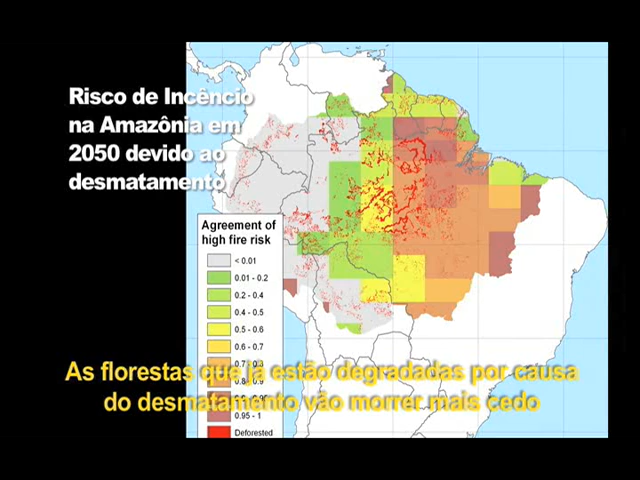 Risco de Incêncio
na Amazônia em
2050 devido ao
desmatamento
Agreement of
high fire risk
< 0.01
0.01 - 0.2
0.2 - 0.4
0.4 - 0.5
0.5 - 0.6
0.6 - 0.7
As florestas que já estão degradadas por causa
do desmatamento vão morrer mais cedo
0.95 - 1
Deforested